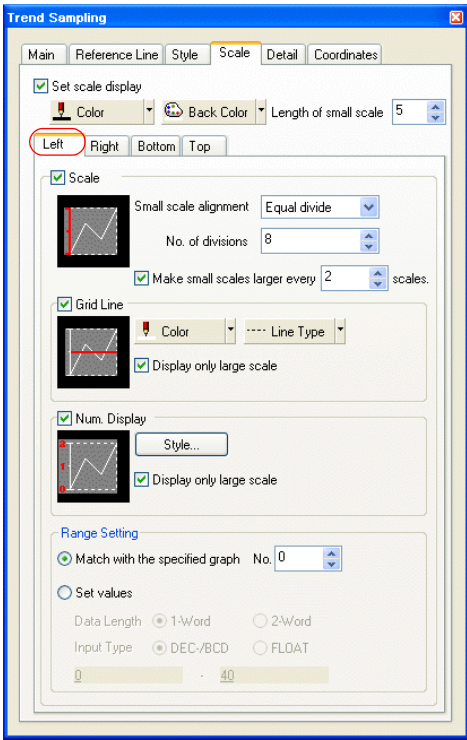 Trend Sampling
Main Reference Line Style Scale Detail Coordinates
Set scale display
Color Back Color Length of small scale 5
Left Right Bottom Top
Scale
Small scale alignment Equal divide
No. of divisions 8
Make small scales larger every 2 scales.
Grid Line
Color Line Type
Display only large scale
Num. Display
2
1
0
Style...
Display only large scale
Range Setting
Match with the specified graph No. 0
Set values
Data Length 1-Word 2-Word
Input Type DEC-/BCD FLOAT
0 - 40